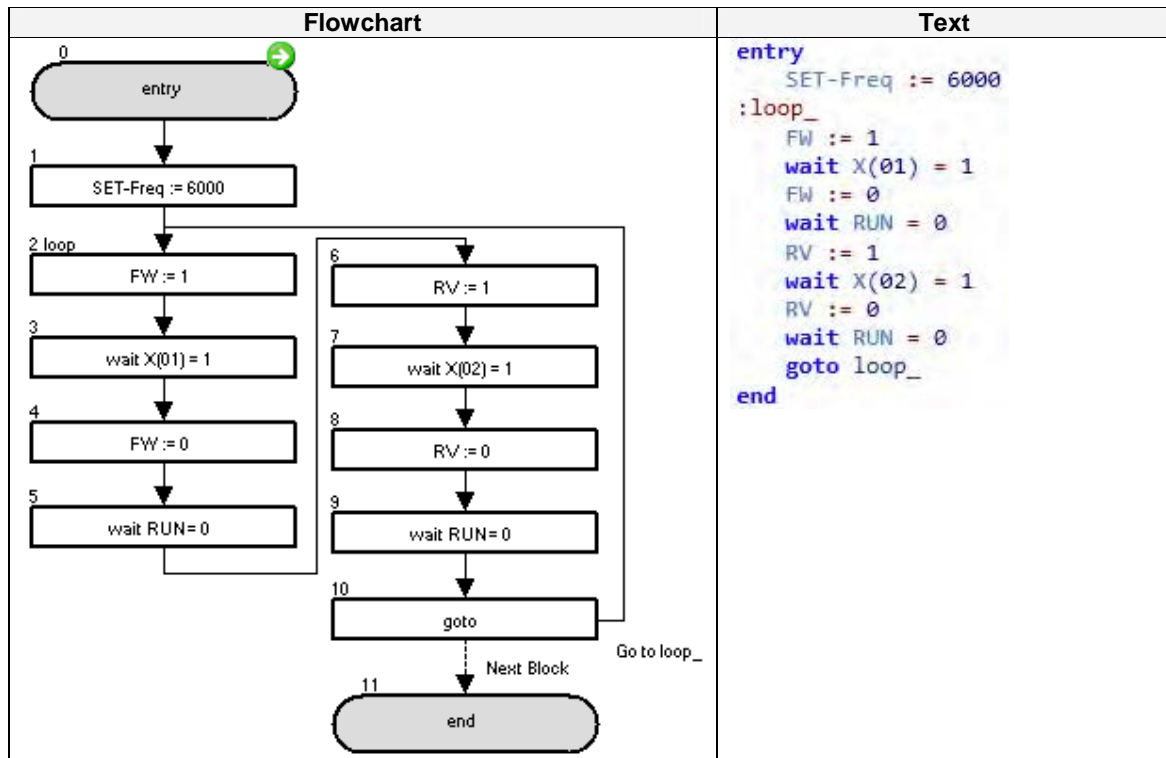 Flowchart
Text
0
entry
1
SET-Freq := 6000
2 loop
FW := 1
3
wait X(01) = 1
4
FW := 0
5
wait RUN= 0
6
RV := 1
7
wait X(02) = 1
8
RV := 0
9
wait RUN= 0
10
goto
Go to loop_
Next Block
11
end
entry
SET-Freq := 6000
:loop_
FW := 1
wait X(01) = 1
FW := 0
wait RUN = 0
RV := 1
wait X(02) = 1
RV := 0
wait RUN = 0
goto loop_
end